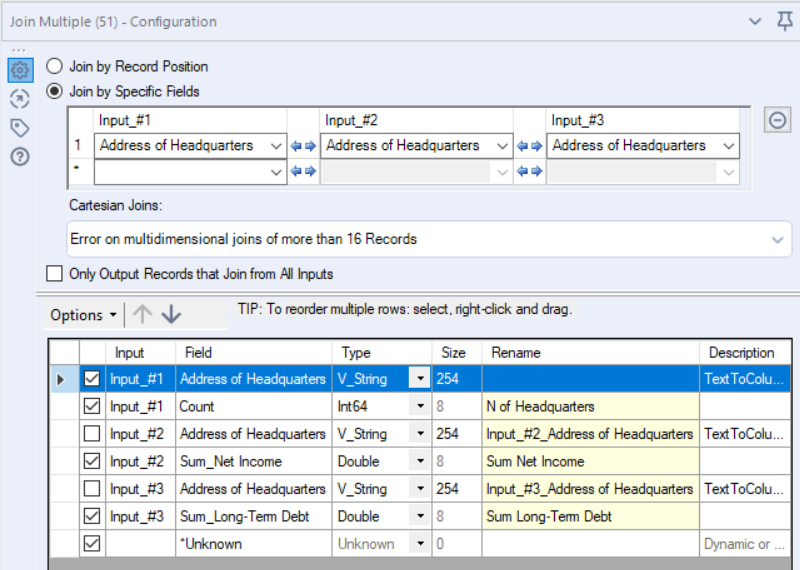 Join Multiple (51) - Configuration
Join by Record Position
Join by Specific Fields
Input_#1 Input_#2 Input_#3
1 Address of Headquarters Address of Headquarters Address of Headquarters
*
Cartesian Joins:
Error on multidimensional joins of more than 16 Records
Only Output Records that Join from All Inputs
Options TIP: To reorder multiple rows: select, right-click and drag.
Input Field Type Size Rename Description
Input_#1 Address of Headquarters V_String 254 TextToColu...
Input_#1 Count Int64 8 N of Headquarters
Input_#2 Address of Headquarters V_String 254 Input_#2_Address of Headquarters TextToColu...
Input_#2 Sum_Net Income Double 8 Sum Net Income
Input_#3 Address of Headquarters V_String 254 Input_#3_Address of Headquarters TextToColu...
Input_#3 Sum_Long-Term Debt Double 8 Sum Long-Term Debt
*Unknown Unknown 0 Dynamic or ...